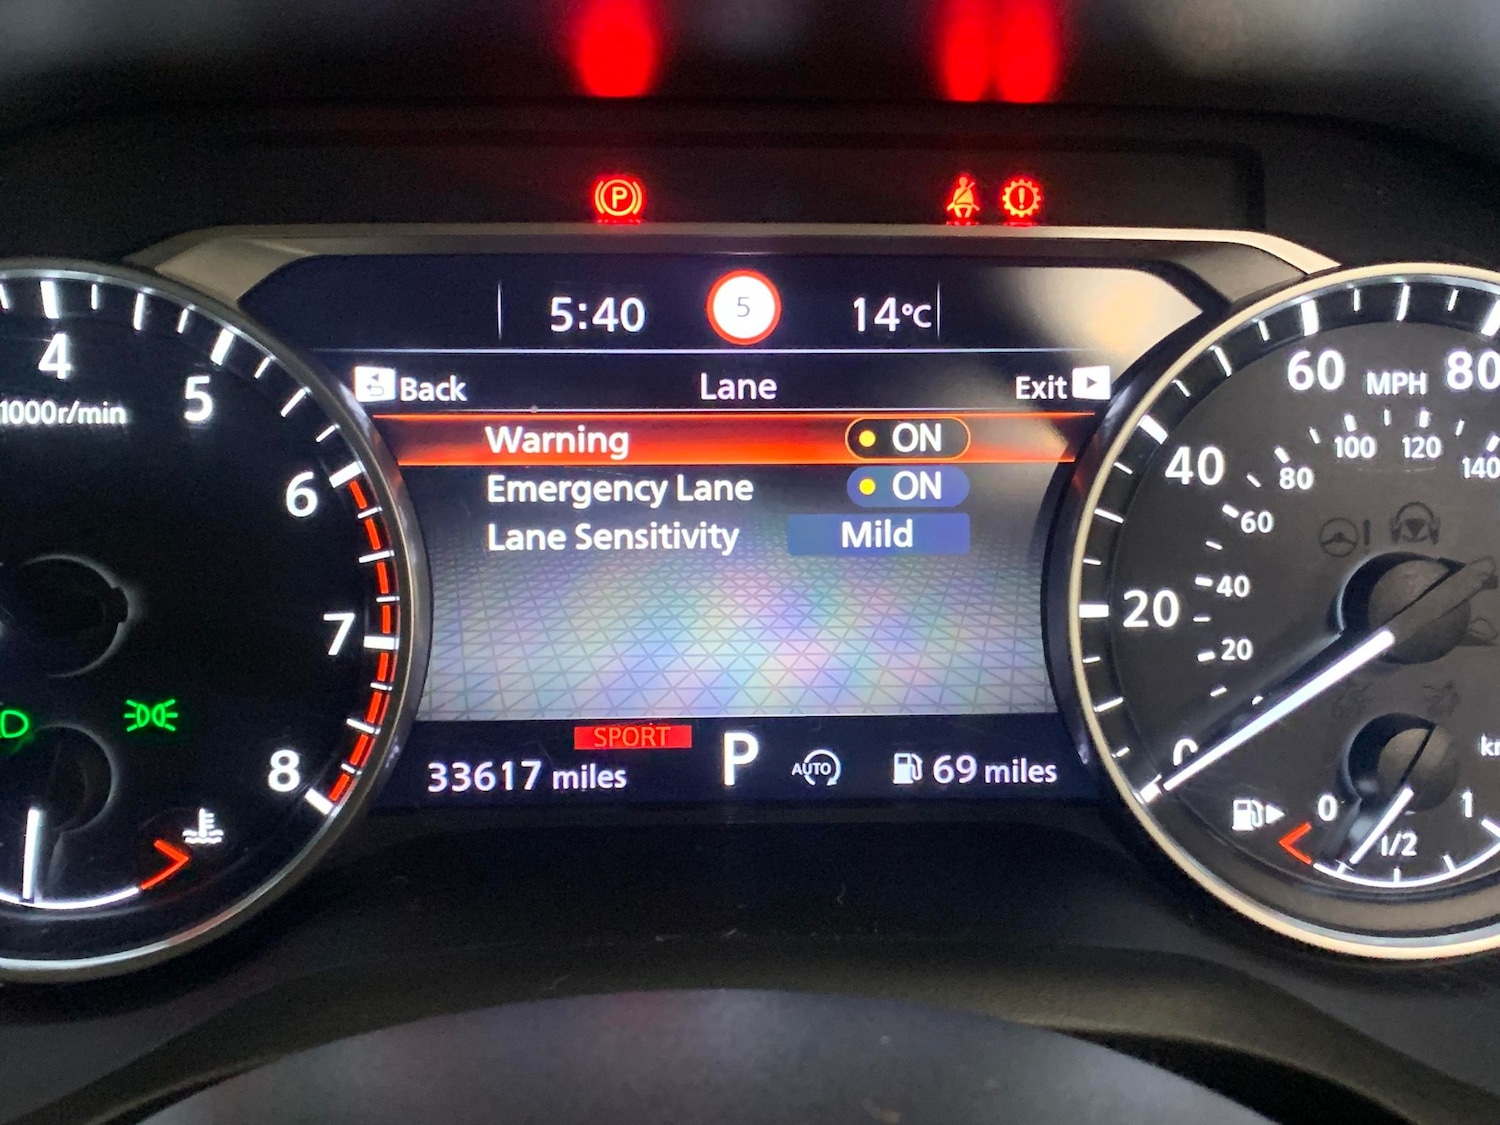 P
5:40
5
14°C
Back
Lane
Exit
Warning
ON
Emergency Lane
ON
Lane Sensitivity
Mild
SPORT
33617 miles
P
AUTO
69 miles
4
5
6
7
8
1000r/min
0
20
40
60
80
MPH
20
40
60
80
100
120
140
0
1/2
1